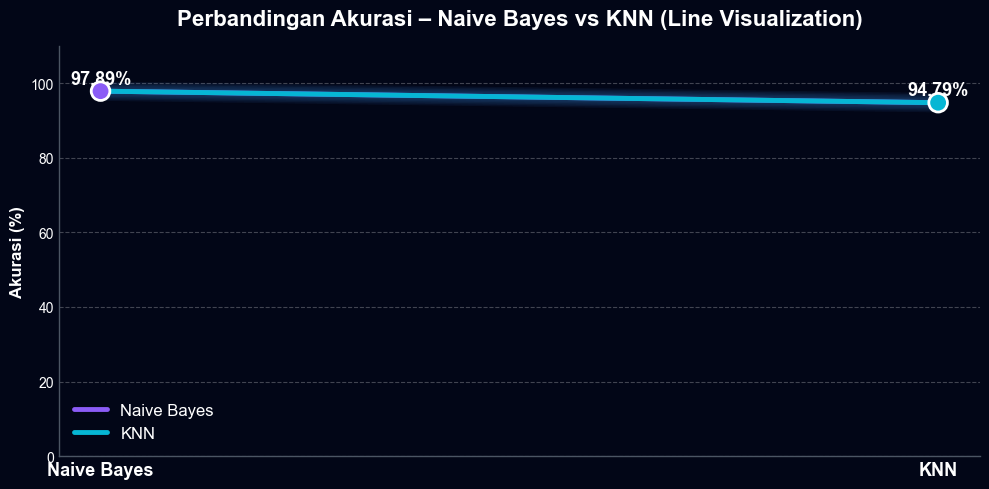 Perbandingan Akurasi – Naive Bayes vs KNN (Line Visualization)
97.89%
94.79%
100
80
60
40
20
0
Akurasi (%)
Naive Bayes
KNN
Naive Bayes
KNN